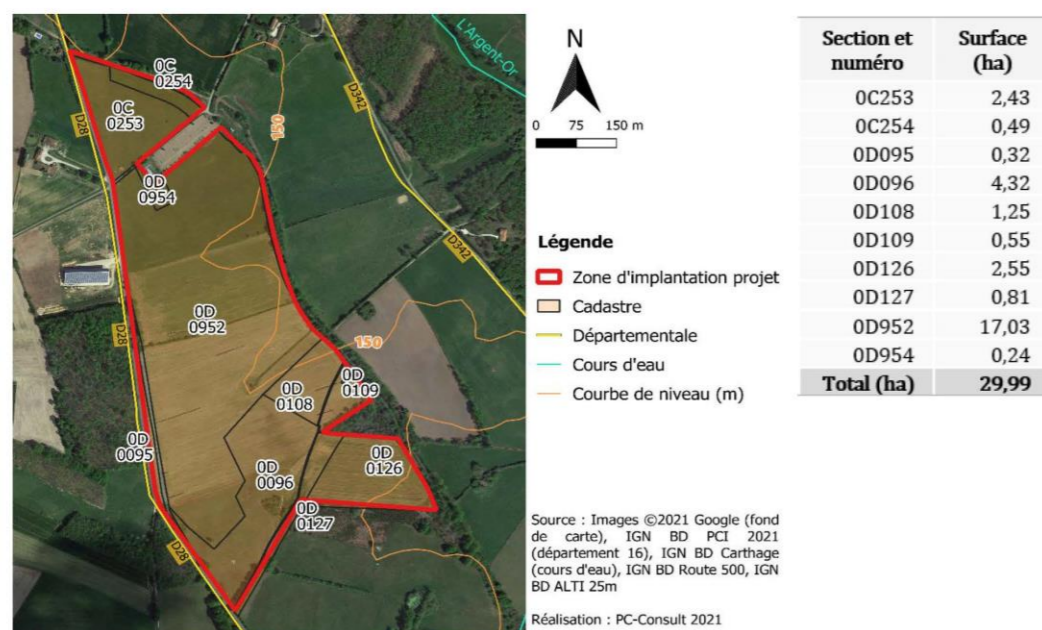 L'Argent-Or
0C
0254
D342
0C
0253
D28
150
0D
0954
D342
0D
0952
D28
150
0D
0109
0D
0108
0D
0095
0D
0126
0D
0096
0D
0127
D28
N
0 75 150 m
Légende
Zone d'implantation projet
Cadastre
Départementale
Cours d'eau
Courbe de niveau (m)
Source : Images ©2021 Google (fond
de carte), IGN BD PCI 2021
(département 16), IGN BD Carthage
(cours d'eau), IGN BD Route 500, IGN
BD ALTI 25m
Réalisation : PC-Consult 2021
Section et Surface
numéro (ha)
0C253 2,43
0C254 0,49
0D095 0,32
0D096 4,32
0D108 1,25
0D109 0,55
0D126 2,55
0D127 0,81
0D952 17,03
0D954 0,24
Total (ha) 29,99